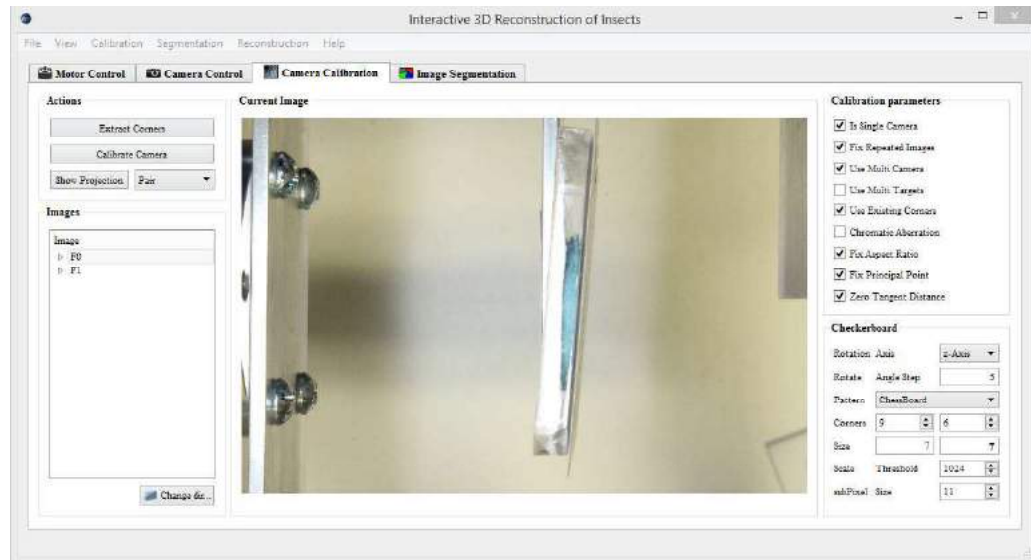 Interactive 3D Reconstruction of Insects
File View Calibration Segmentation Reconstruction Help
Motor Control Camera Control Camera Calibration Image Segmentation
Actions
Extract Corners
Calibrate Camera
Show Projection Pair
Images
Image
F0
F1
Change dir...
Current Image
Calibration parameters
Is Single Camera
Fix Repeated Images
Use Multi Camera
Use Multi Targets
Use Existing Corners
Chromatic Aberration
Fix Aspect Ratio
Fix Principal Point
Zero Tangent Distance
Checkerboard
Rotation Axis z-Axis
Rotate Angle Step 5
Pattern ChessBoard
Corners 9 6
Size 7 7
Scale Threshold 1024
subPixel Size 11